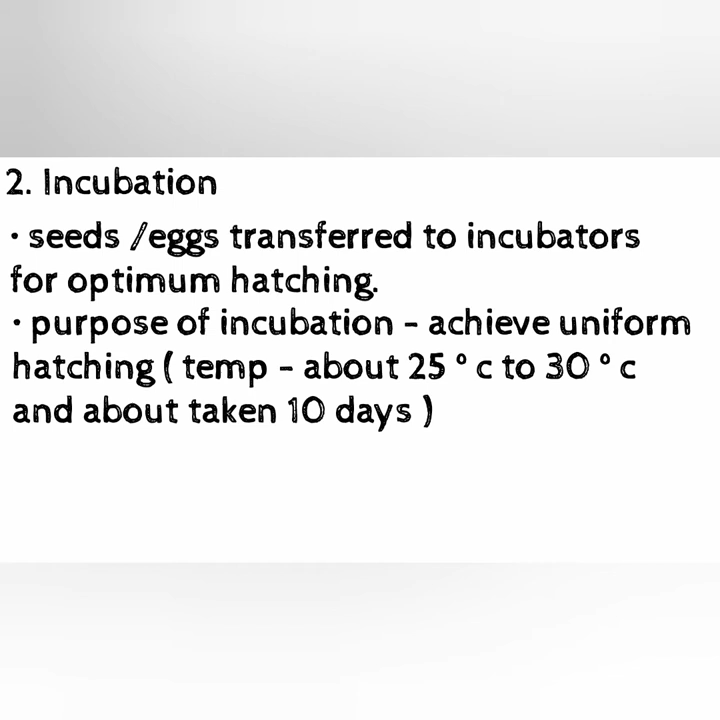 2. Incubation
• seeds /eggs transferred to incubators
for optimum hatching.
• purpose of incubation - achieve uniform
hatching ( temp - about 25 ° c to 30 ° c
and about taken 10 days )